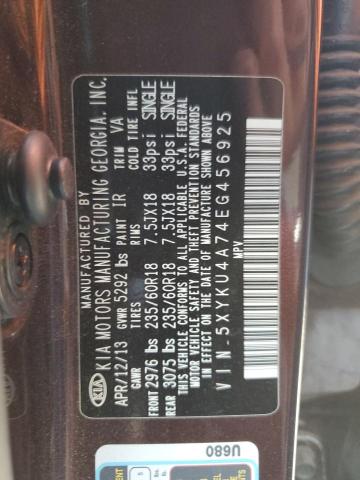 MANUFACTURED BY
KIA KIA MOTORS MANUFACTURING GEORGIA, INC.
APR/12/13 GVWR 5292 lbs PAINT IR TRIM VA
GAWR TIRES RIMS COLD TIRE INFL
FRONT 2976 lbs 235/60R18 7.5JX18 33psi SINGLE
REAR 3075 lbs 235/60R18 7.5JX18 33psi SINGLE
THIS VEHICLE CONFORMS TO ALL APPLICABLE U.S.A. FEDERAL
MOTOR VEHICLE SAFETY STANDARDS IN EFFECT ON THE DATE OF
MANUFACTURE SHOWN ABOVE
VIN.5XYKU4A74EG456925
MPV
U680